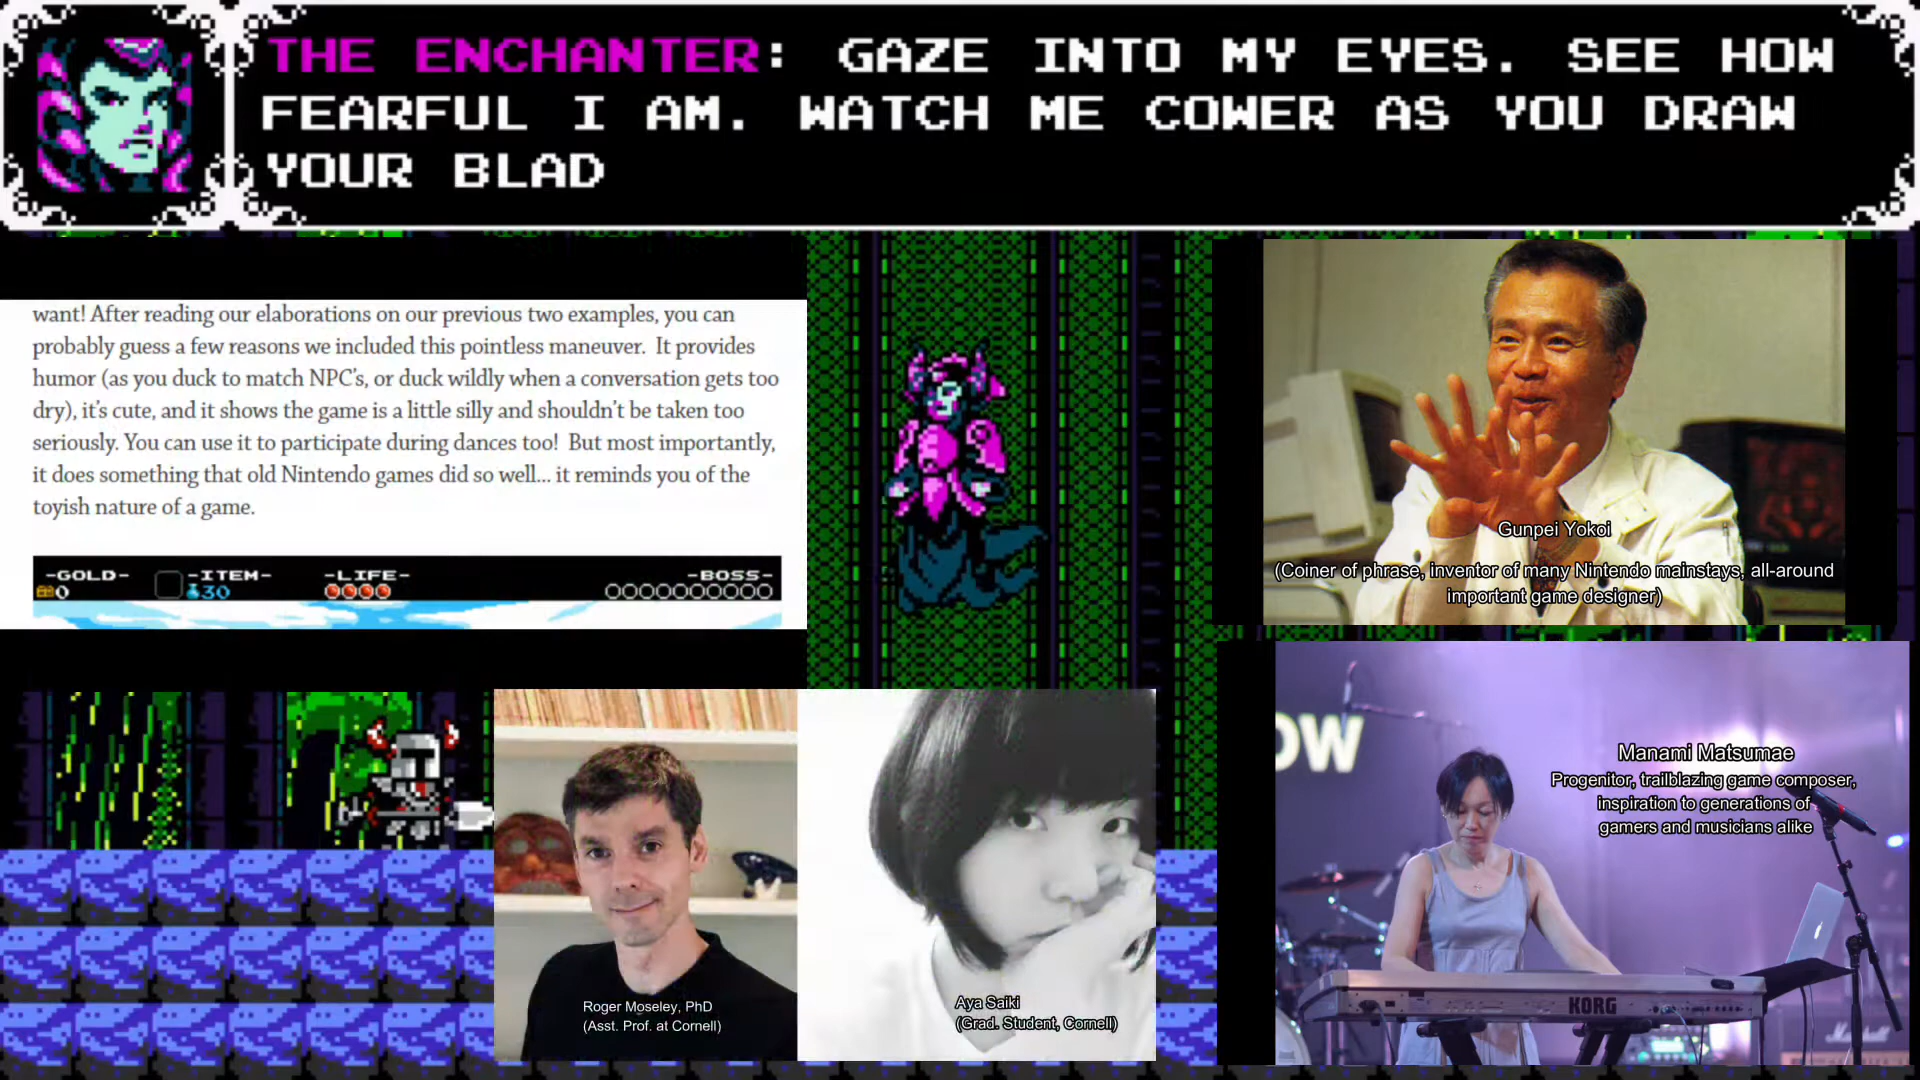 THE ENCHANTER: GAZE INTO MY EYES. SEE HOW
FEARFUL I AM. WATCH ME COWER AS YOU DRAW
YOUR BLAD
want! After reading our elaborations on our previous two examples, you can
probably guess a few reasons we included this pointless maneuver. It provides
humor (as you duck to match NPC's, or duck wildly when a conversation gets too
dry), it's cute, and it shows the game is a little silly and shouldn't be taken too
seriously. You can use it to participate during dances too! But most importantly,
it does something that old Nintendo games did so well... it reminds you of the
toyish nature of a game.
-GOLD- -ITEM- -LIFE- -BOSS-
0 30
Gunpei Yokoi
(Coiner of phrase, inventor of many Nintendo mainstays, all-around
important game designer)
OW
Manami Matsumae
Progenitor, trailblazing game composer,
inspiration to generations of
gamers and musicians alike
KORG
Marshall
Roger Moseley, PhD
(Asst. Prof. at Cornell)
Aya Saiki
(Grad. Student, Cornell)